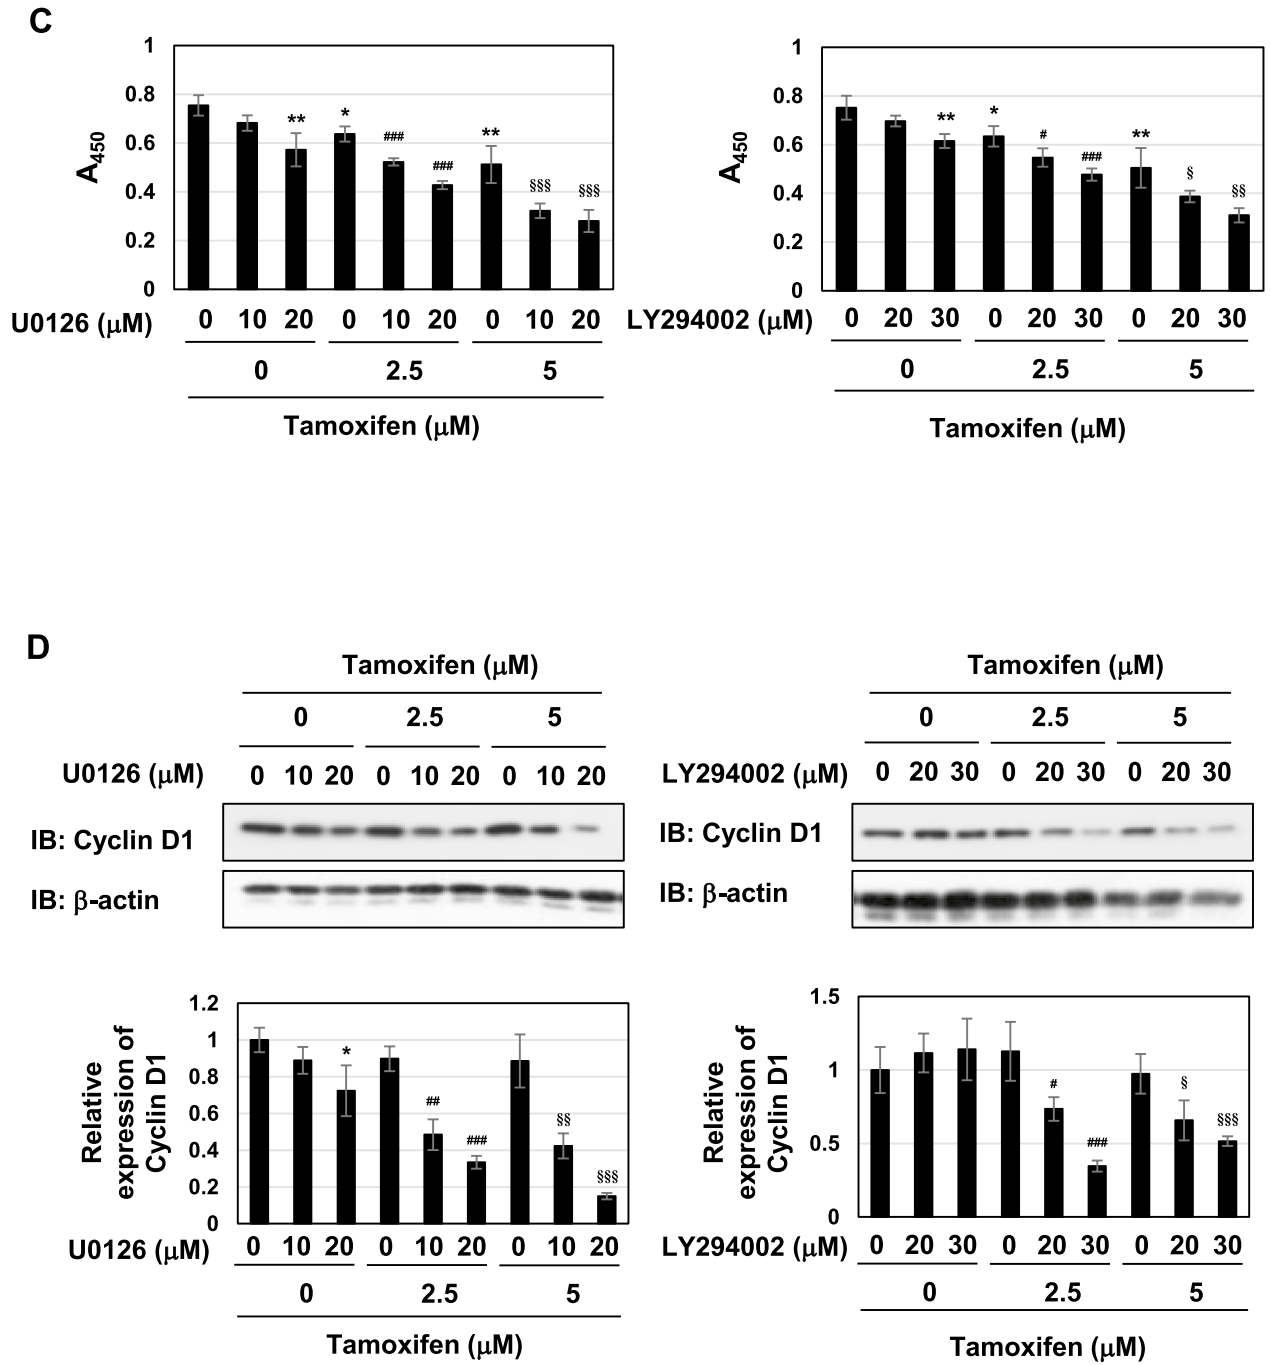 C
1
0.8
0.6
0.4
0.2
0
A450
** * ### ### ** §§§ §§§
U0126 (μM) 0 10 20 0 10 20 0 10 20
0 2.5 5
Tamoxifen (μM)
1
0.8
0.6
0.4
0.2
0
A450
** * # ### ** § §§
LY294002 (μM) 0 20 30 0 20 30 0 20 30
0 2.5 5
Tamoxifen (μM)
D
Tamoxifen (μM)
0 2.5 5
U0126 (μM) 0 10 20 0 10 20 0 10 20
IB: Cyclin D1
IB: β-actin
Tamoxifen (μM)
0 2.5 5
LY294002 (μM) 0 20 30 0 20 30 0 20 30
IB: Cyclin D1
IB: β-actin
Relative
expression of
Cyclin D1
1.2
1
0.8
0.6
0.4
0.2
0
* ## ### §§ §§§
U0126 (μM) 0 10 20 0 10 20 0 10 20
0 2.5 5
Tamoxifen (μM)
Relative
expression of
Cyclin D1
1.5
1
0.5
0
# ### § §§§
LY294002 (μM) 0 20 30 0 20 30 0 20 30
0 2.5 5
Tamoxifen (μM)